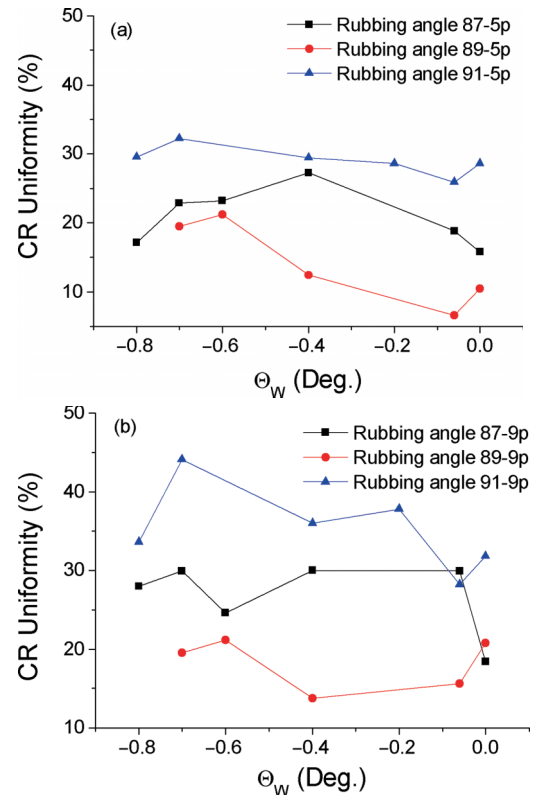 (a)
Rubbing angle 87-5p
Rubbing angle 89-5p
Rubbing angle 91-5p
CR Uniformity (%)
50
40
30
20
10
−0.8 −0.6 −0.4 −0.2 0.0
Θ_W (Deg.)
(b)
Rubbing angle 87-9p
Rubbing angle 89-9p
Rubbing angle 91-9p
CR Uniformity (%)
50
40
30
20
10
−0.8 −0.6 −0.4 −0.2 0.0
Θ_W (Deg.)